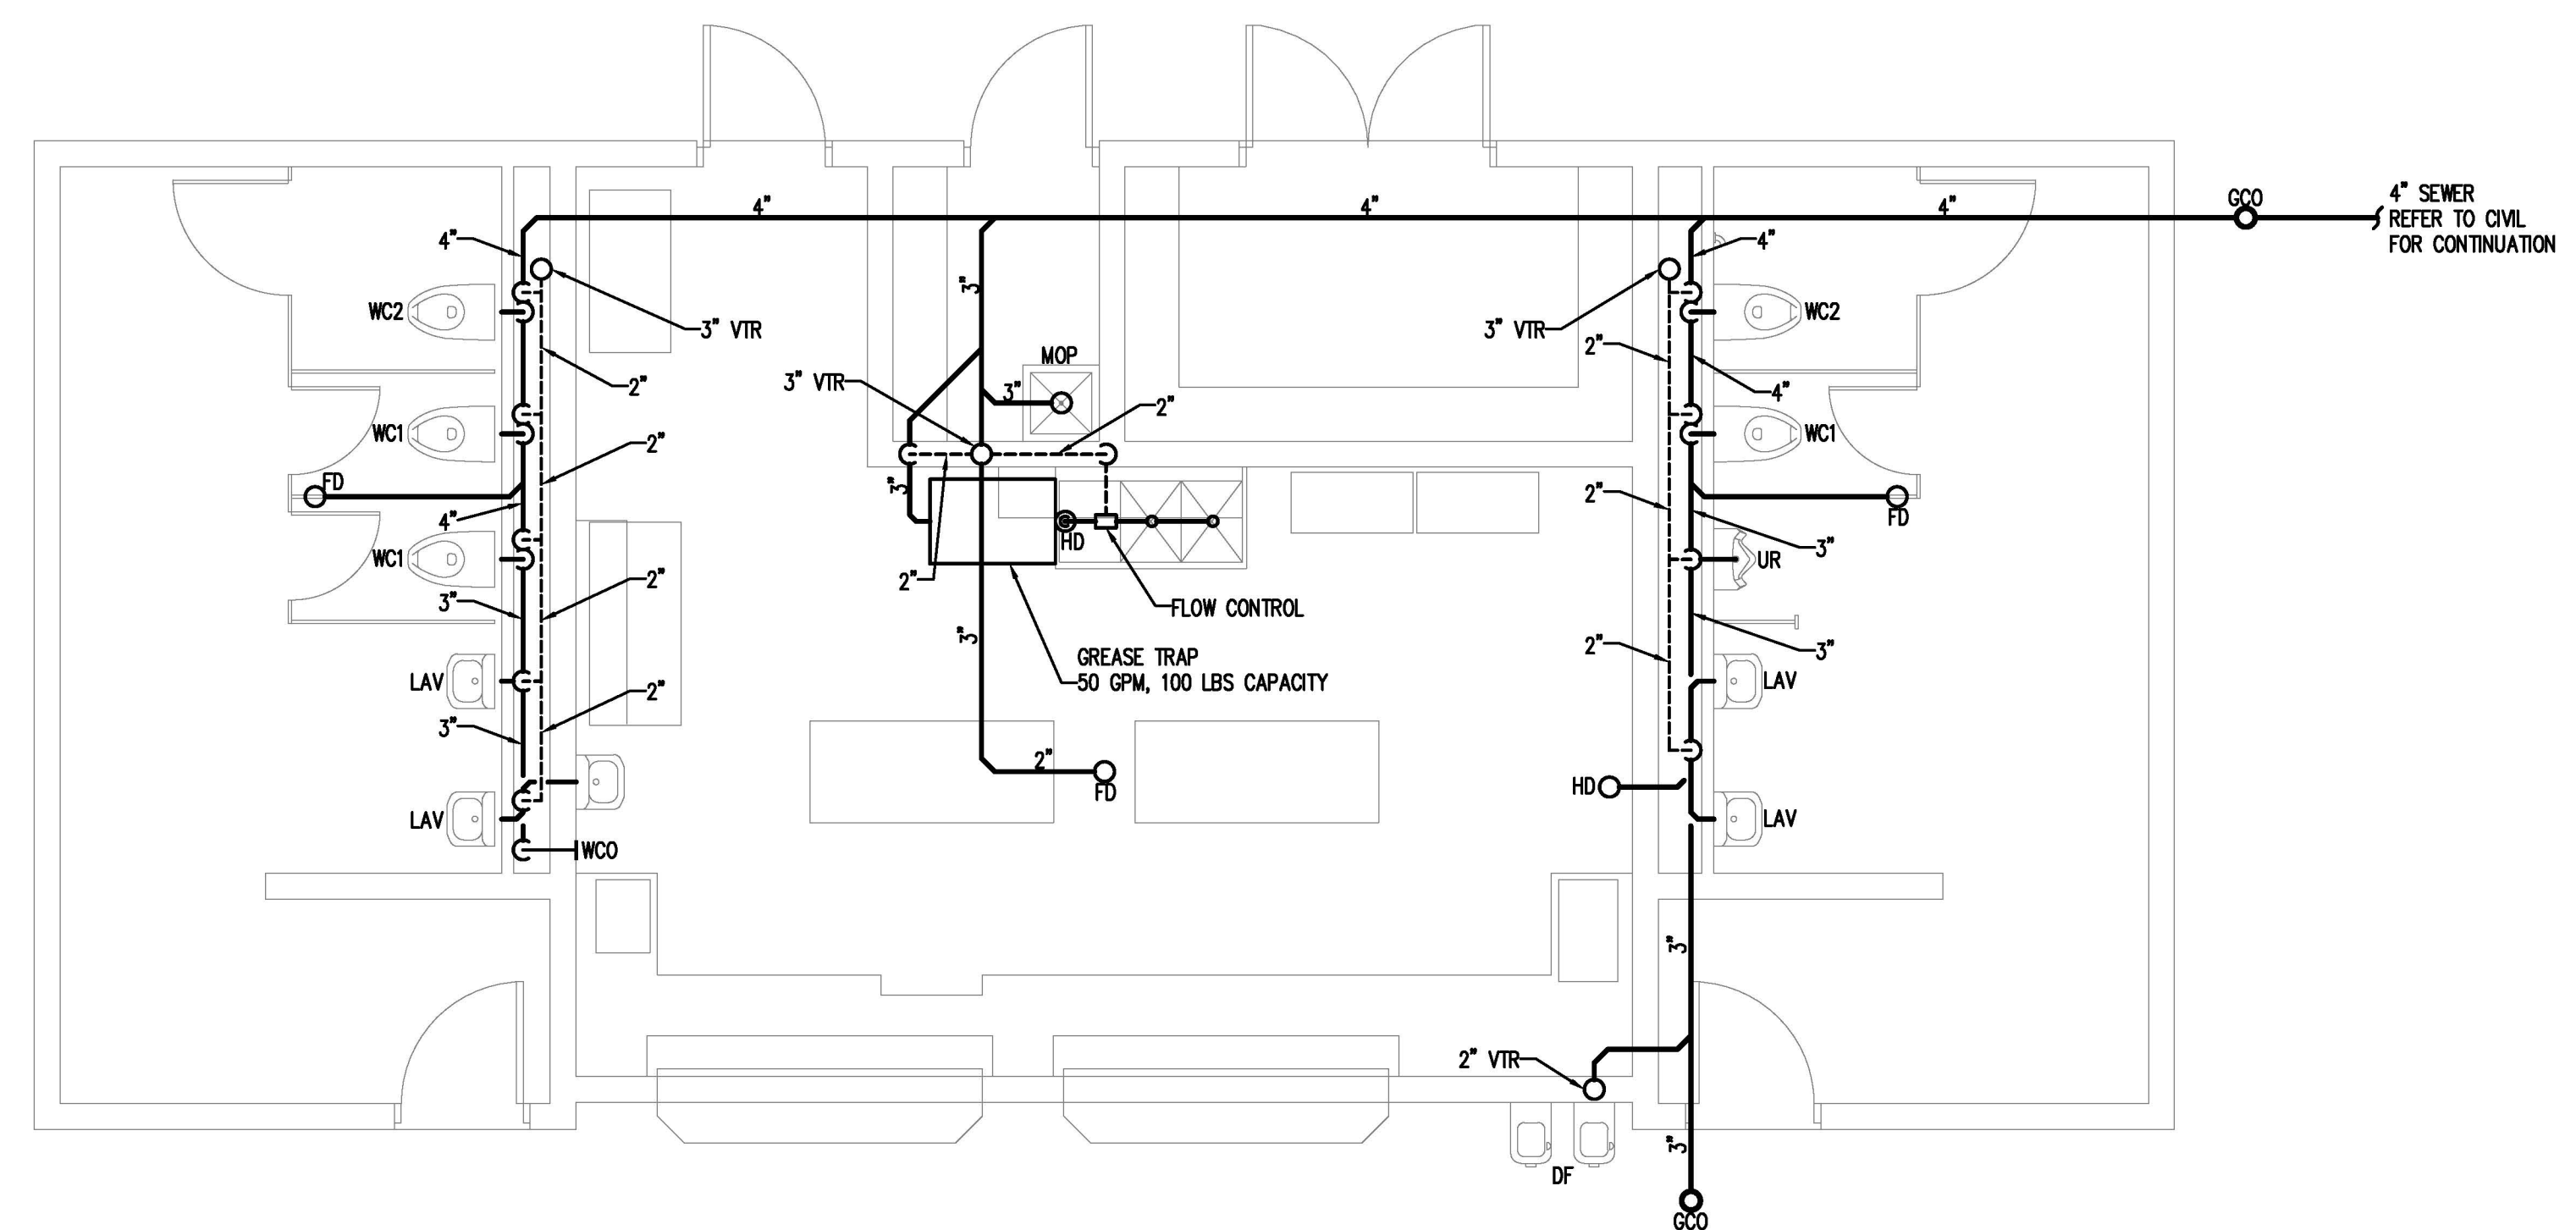 4" 4" 4" GCO
4" SEWER
REFER TO CIVIL
FOR CONTINUATION
4" 4"
3"
WC2 WC2
3" VTR 3" VTR
2"
MOP
3" VTR
2"
3"
4"
2"
WC1 WC1
2"
FD
3"
2"
FD
4"
HD
3"
WC1 UR
2"
2"
3"
FLOW CONTROL
3"
2"
3"
GREASE TRAP
50 GPM, 100 LBS CAPACITY
LAV LAV
2"
3"
2"
FD
HD
LAV LAV
WCO
3"
2" VTR
3"
DF
GCO